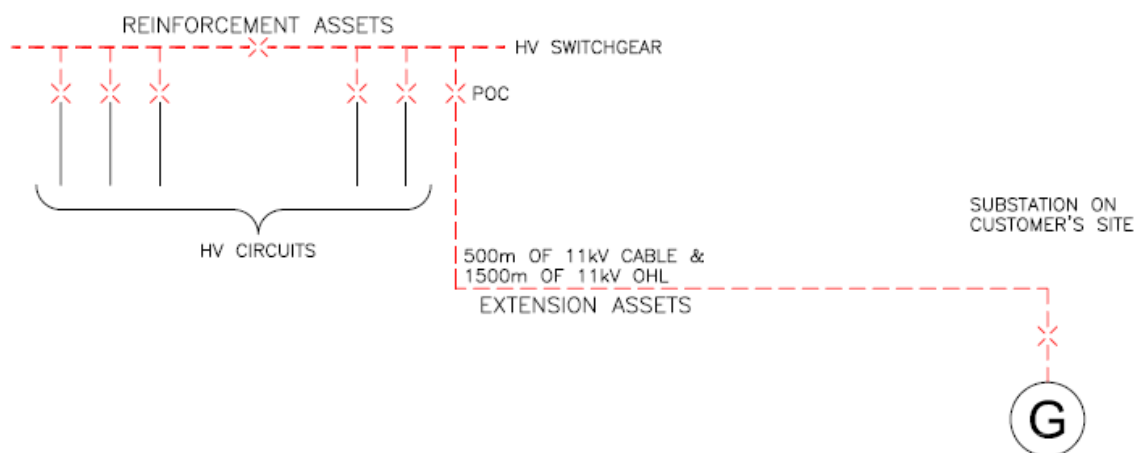 REINFORCEMENT ASSETS
HV SWITCHGEAR
POC
HV CIRCUITS
SUBSTATION ON
CUSTOMER'S SITE
500m OF 11kV CABLE &
1500m OF 11kV OHL
EXTENSION ASSETS
G